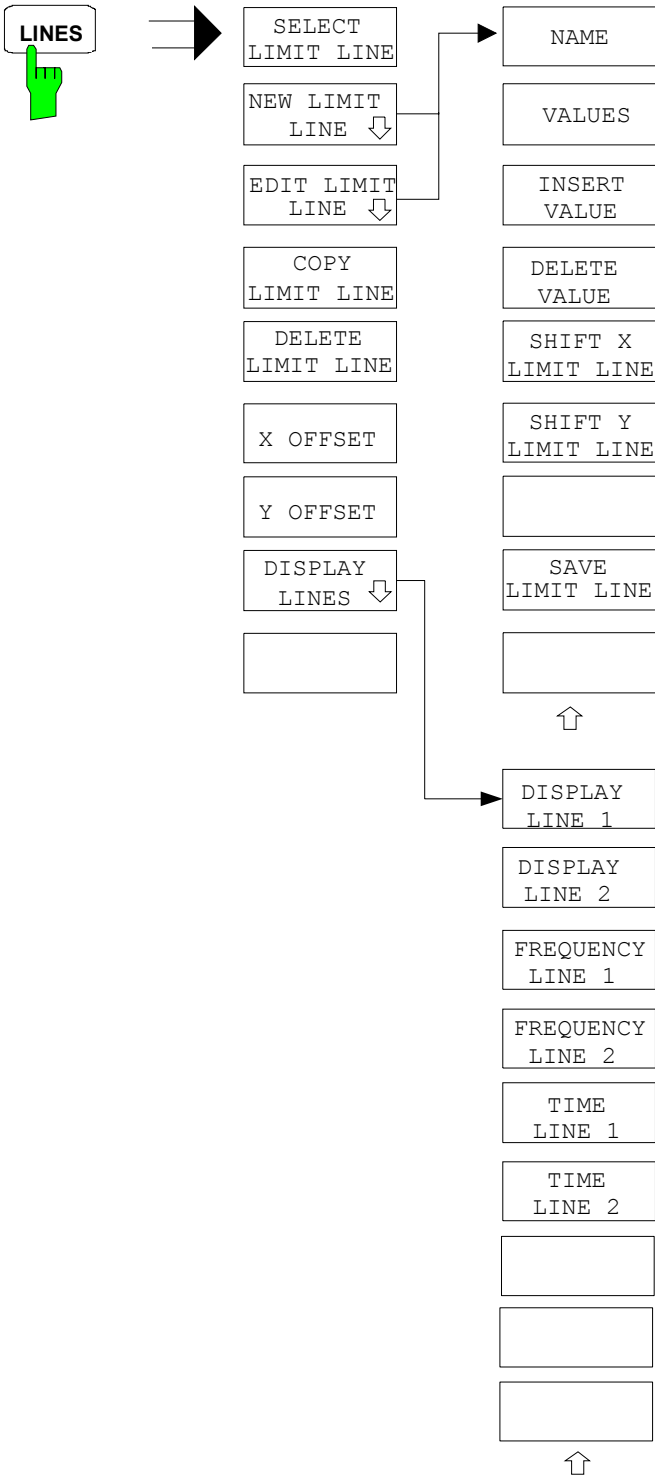 LINES
SELECT
LIMIT LINE
NEW LIMIT
LINE
EDIT LIMIT
LINE
COPY
LIMIT LINE
DELETE
LIMIT LINE
X OFFSET
Y OFFSET
DISPLAY
LINES
NAME
VALUES
INSERT
VALUE
DELETE
VALUE
SHIFT X
LIMIT LINE
SHIFT Y
LIMIT LINE
SAVE
LIMIT LINE
DISPLAY
LINE 1
DISPLAY
LINE 2
FREQUENCY
LINE 1
FREQUENCY
LINE 2
TIME
LINE 1
TIME
LINE 2